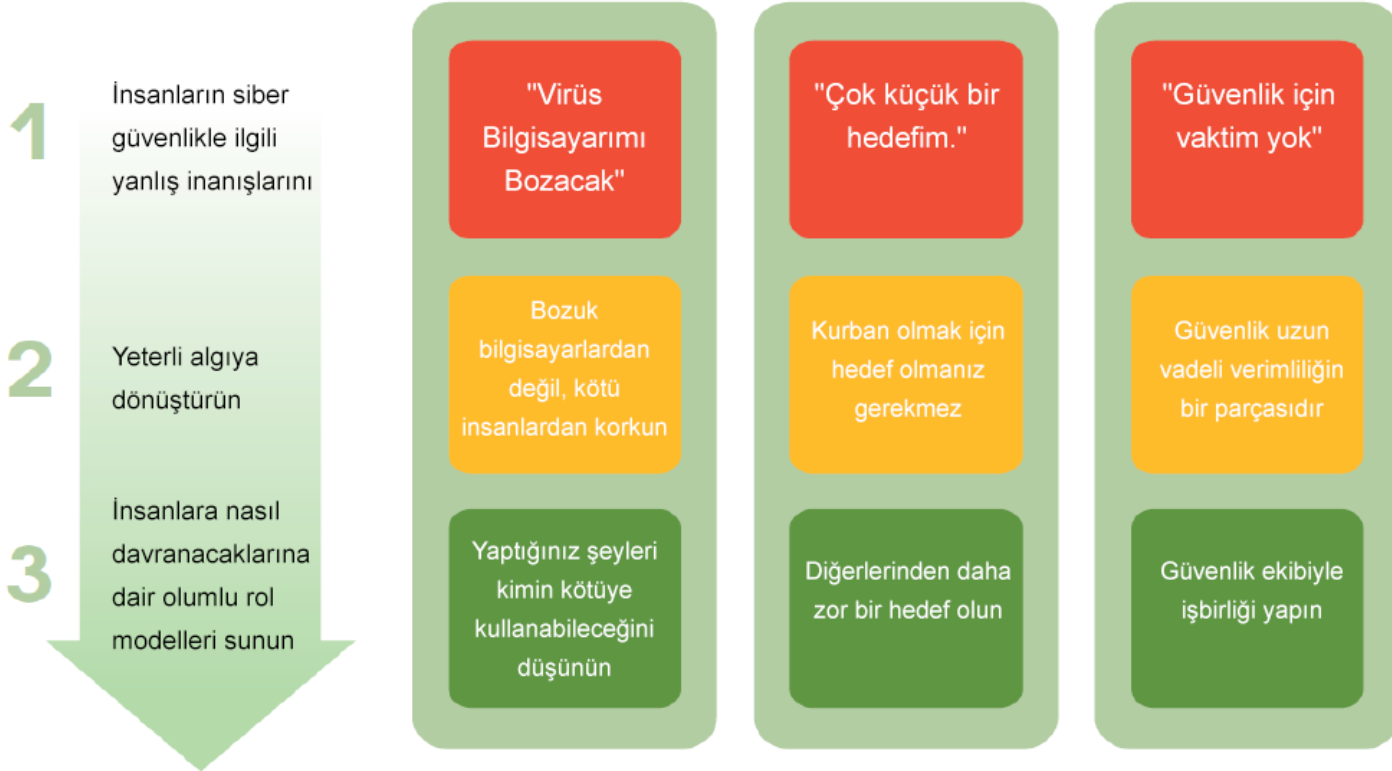 1
İnsanların siber
güvenlikle ilgili
yanlış inanışlarını
"Virüs
Bilgisayarımı
Bozacak"
"Çok küçük bir
hedefim."
"Güvenlik için
vaktim yok"
2
Yeterli algıya
dönüştürün
Bozuk
bilgisayarlardan
değil, kötü
insanlardan korkun
Kurban olmak için
hedef olmanız
gerekmez
Güvenlik uzun
vadeli verimliliğin
bir parçasıdır
3
İnsanlara nasıl
davranacaklarına
dair olumlu rol
modelleri sunun
Yaptığınız şeyleri
kimin kötüye
kullanabileceğini
düşünün
Diğerlerinden daha
zor bir hedef olun
Güvenlik ekibiyle
işbirliği yapın